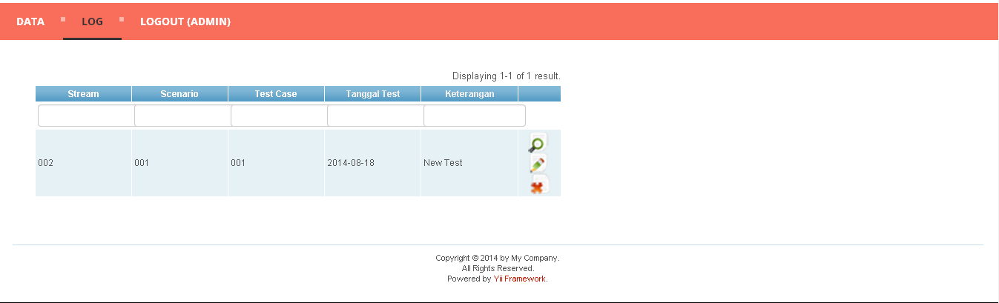 DATA LOG LOGOUT (ADMIN)
Displaying 1-1 of 1 result.
Stream Scenario Test Case Tanggal Test Keterangan
002 001 001 2014-08-18 New Test
Copyright © 2014 by My Company.
All Rights Reserved.
Powered by Yii Framework.